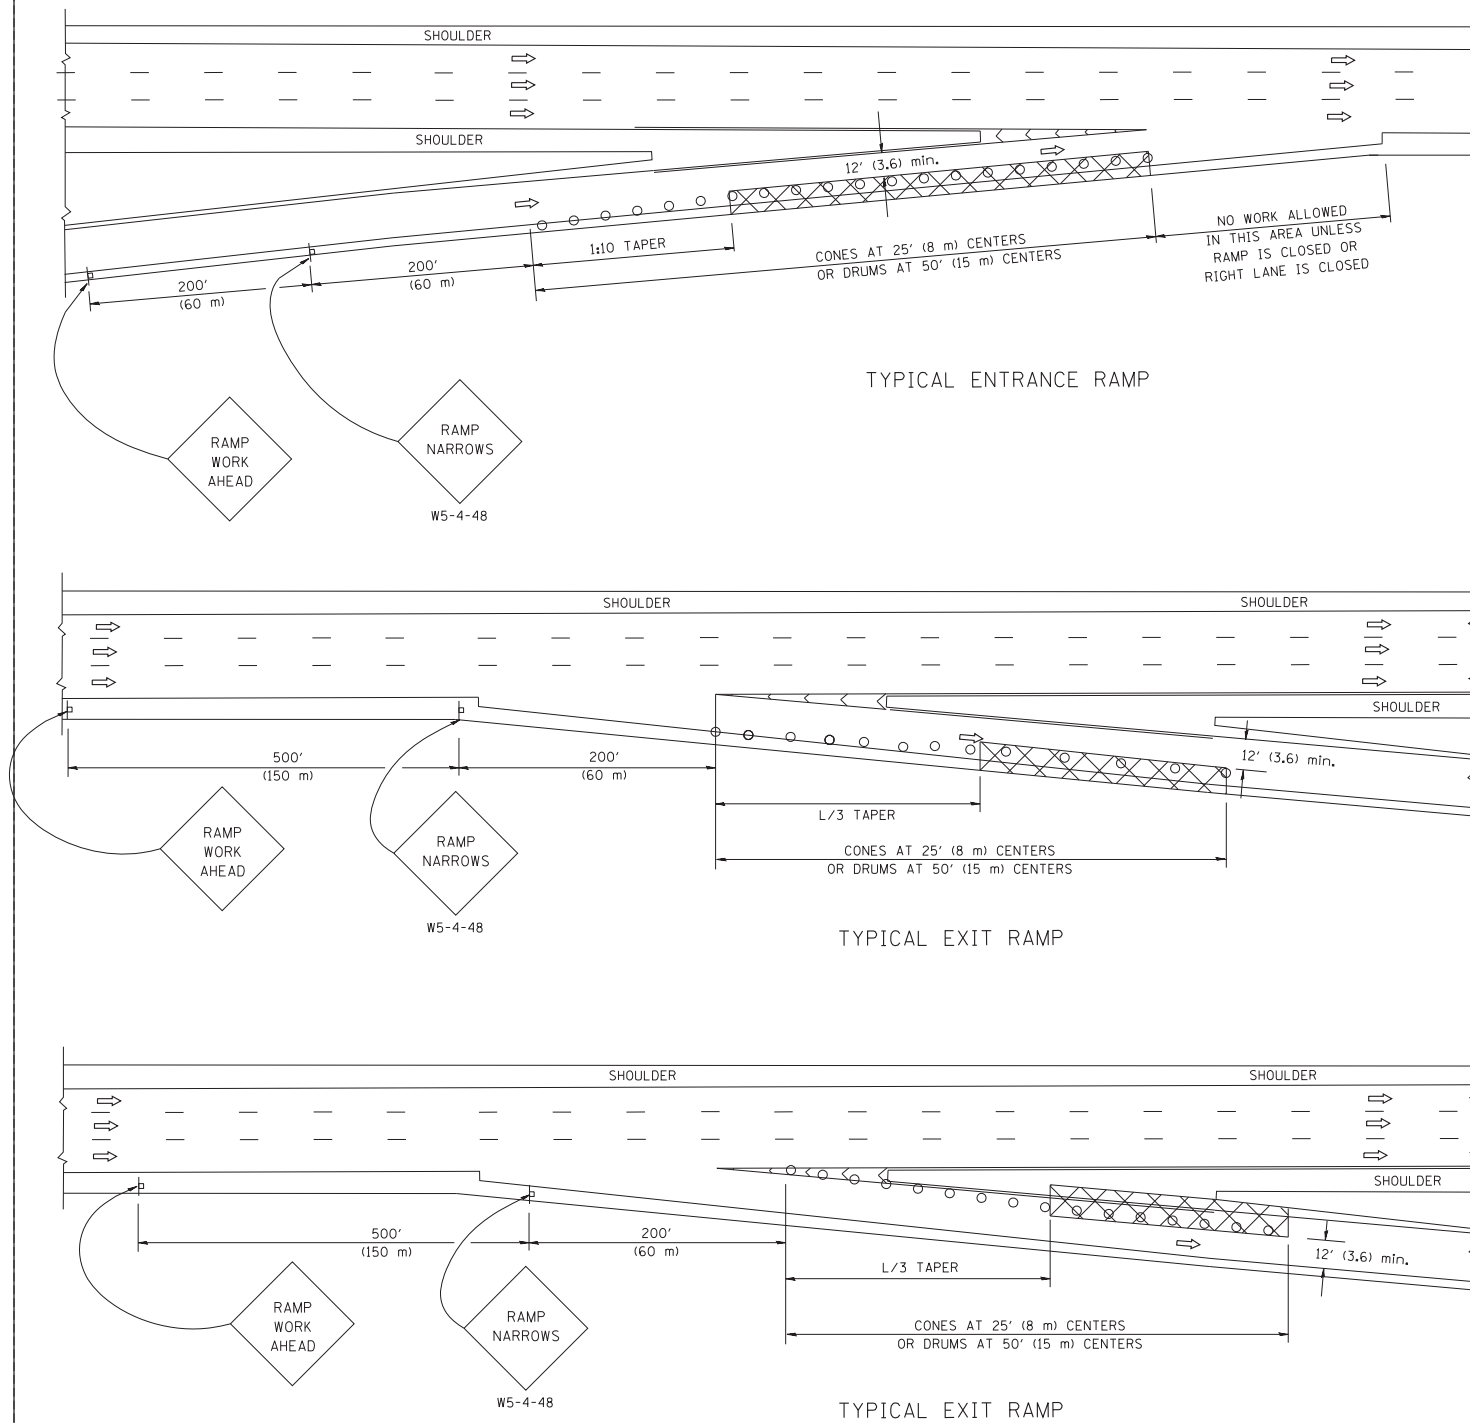 SHOULDER
SHOULDER
12' (3.6) min.
1:10 TAPER
CONES AT 25' (8 m) CENTERS
OR DRUMS AT 50' (15 m) CENTERS
NO WORK ALLOWED
IN THIS AREA UNLESS
RAMP IS CLOSED OR
RIGHT LANE IS CLOSED
200'
(60 m)
200'
(60 m)
TYPICAL ENTRANCE RAMP
RAMP
WORK
AHEAD
RAMP
NARROWS
W5-4-48
SHOULDER
SHOULDER
SHOULDER
500'
(150 m)
200'
(60 m)
12' (3.6) min.
L/3 TAPER
CONES AT 25' (8 m) CENTERS
OR DRUMS AT 50' (15 m) CENTERS
RAMP
WORK
AHEAD
RAMP
NARROWS
W5-4-48
TYPICAL EXIT RAMP
SHOULDER
SHOULDER
SHOULDER
500'
(150 m)
200'
(60 m)
12' (3.6) min.
L/3 TAPER
CONES AT 25' (8 m) CENTERS
OR DRUMS AT 50' (15 m) CENTERS
RAMP
WORK
AHEAD
RAMP
NARROWS
W5-4-48
TYPICAL EXIT RAMP